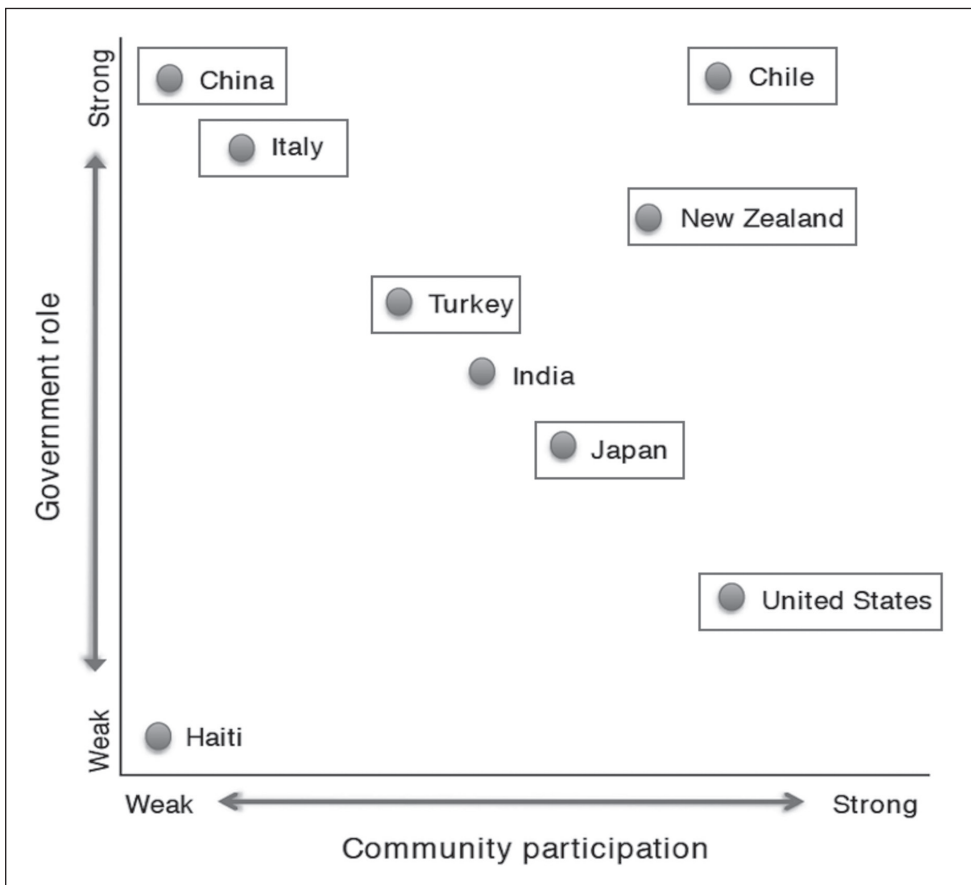 Strong
China
Chile
Italy
New Zealand
Turkey
Government role
India
Japan
United States
Weak
Haiti
Weak
Strong
Community participation